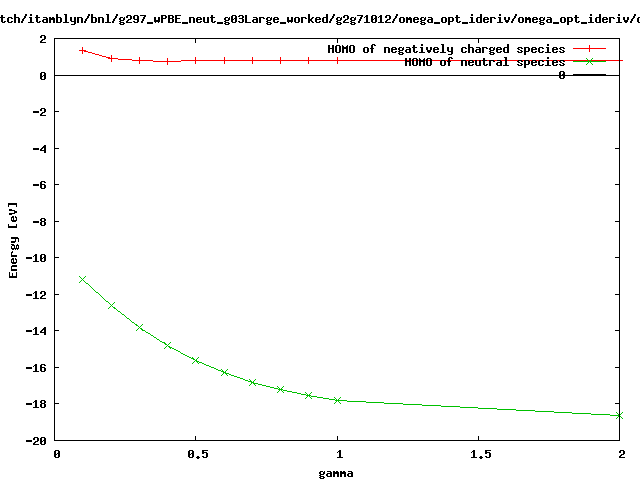 tch/itamblyn/bnl/g297_wPBE_neut_g03Large_worked/g2g71012/omega_opt_ideriv/omega_opt_ideriv/o
HOMO of negatively charged species
HOMO of neutral species
0
2
0
-2
-4
-6
-8
-10
-12
-14
-16
-18
-20
Energy [eV]
0 0.5 1 1.5 2
gamma